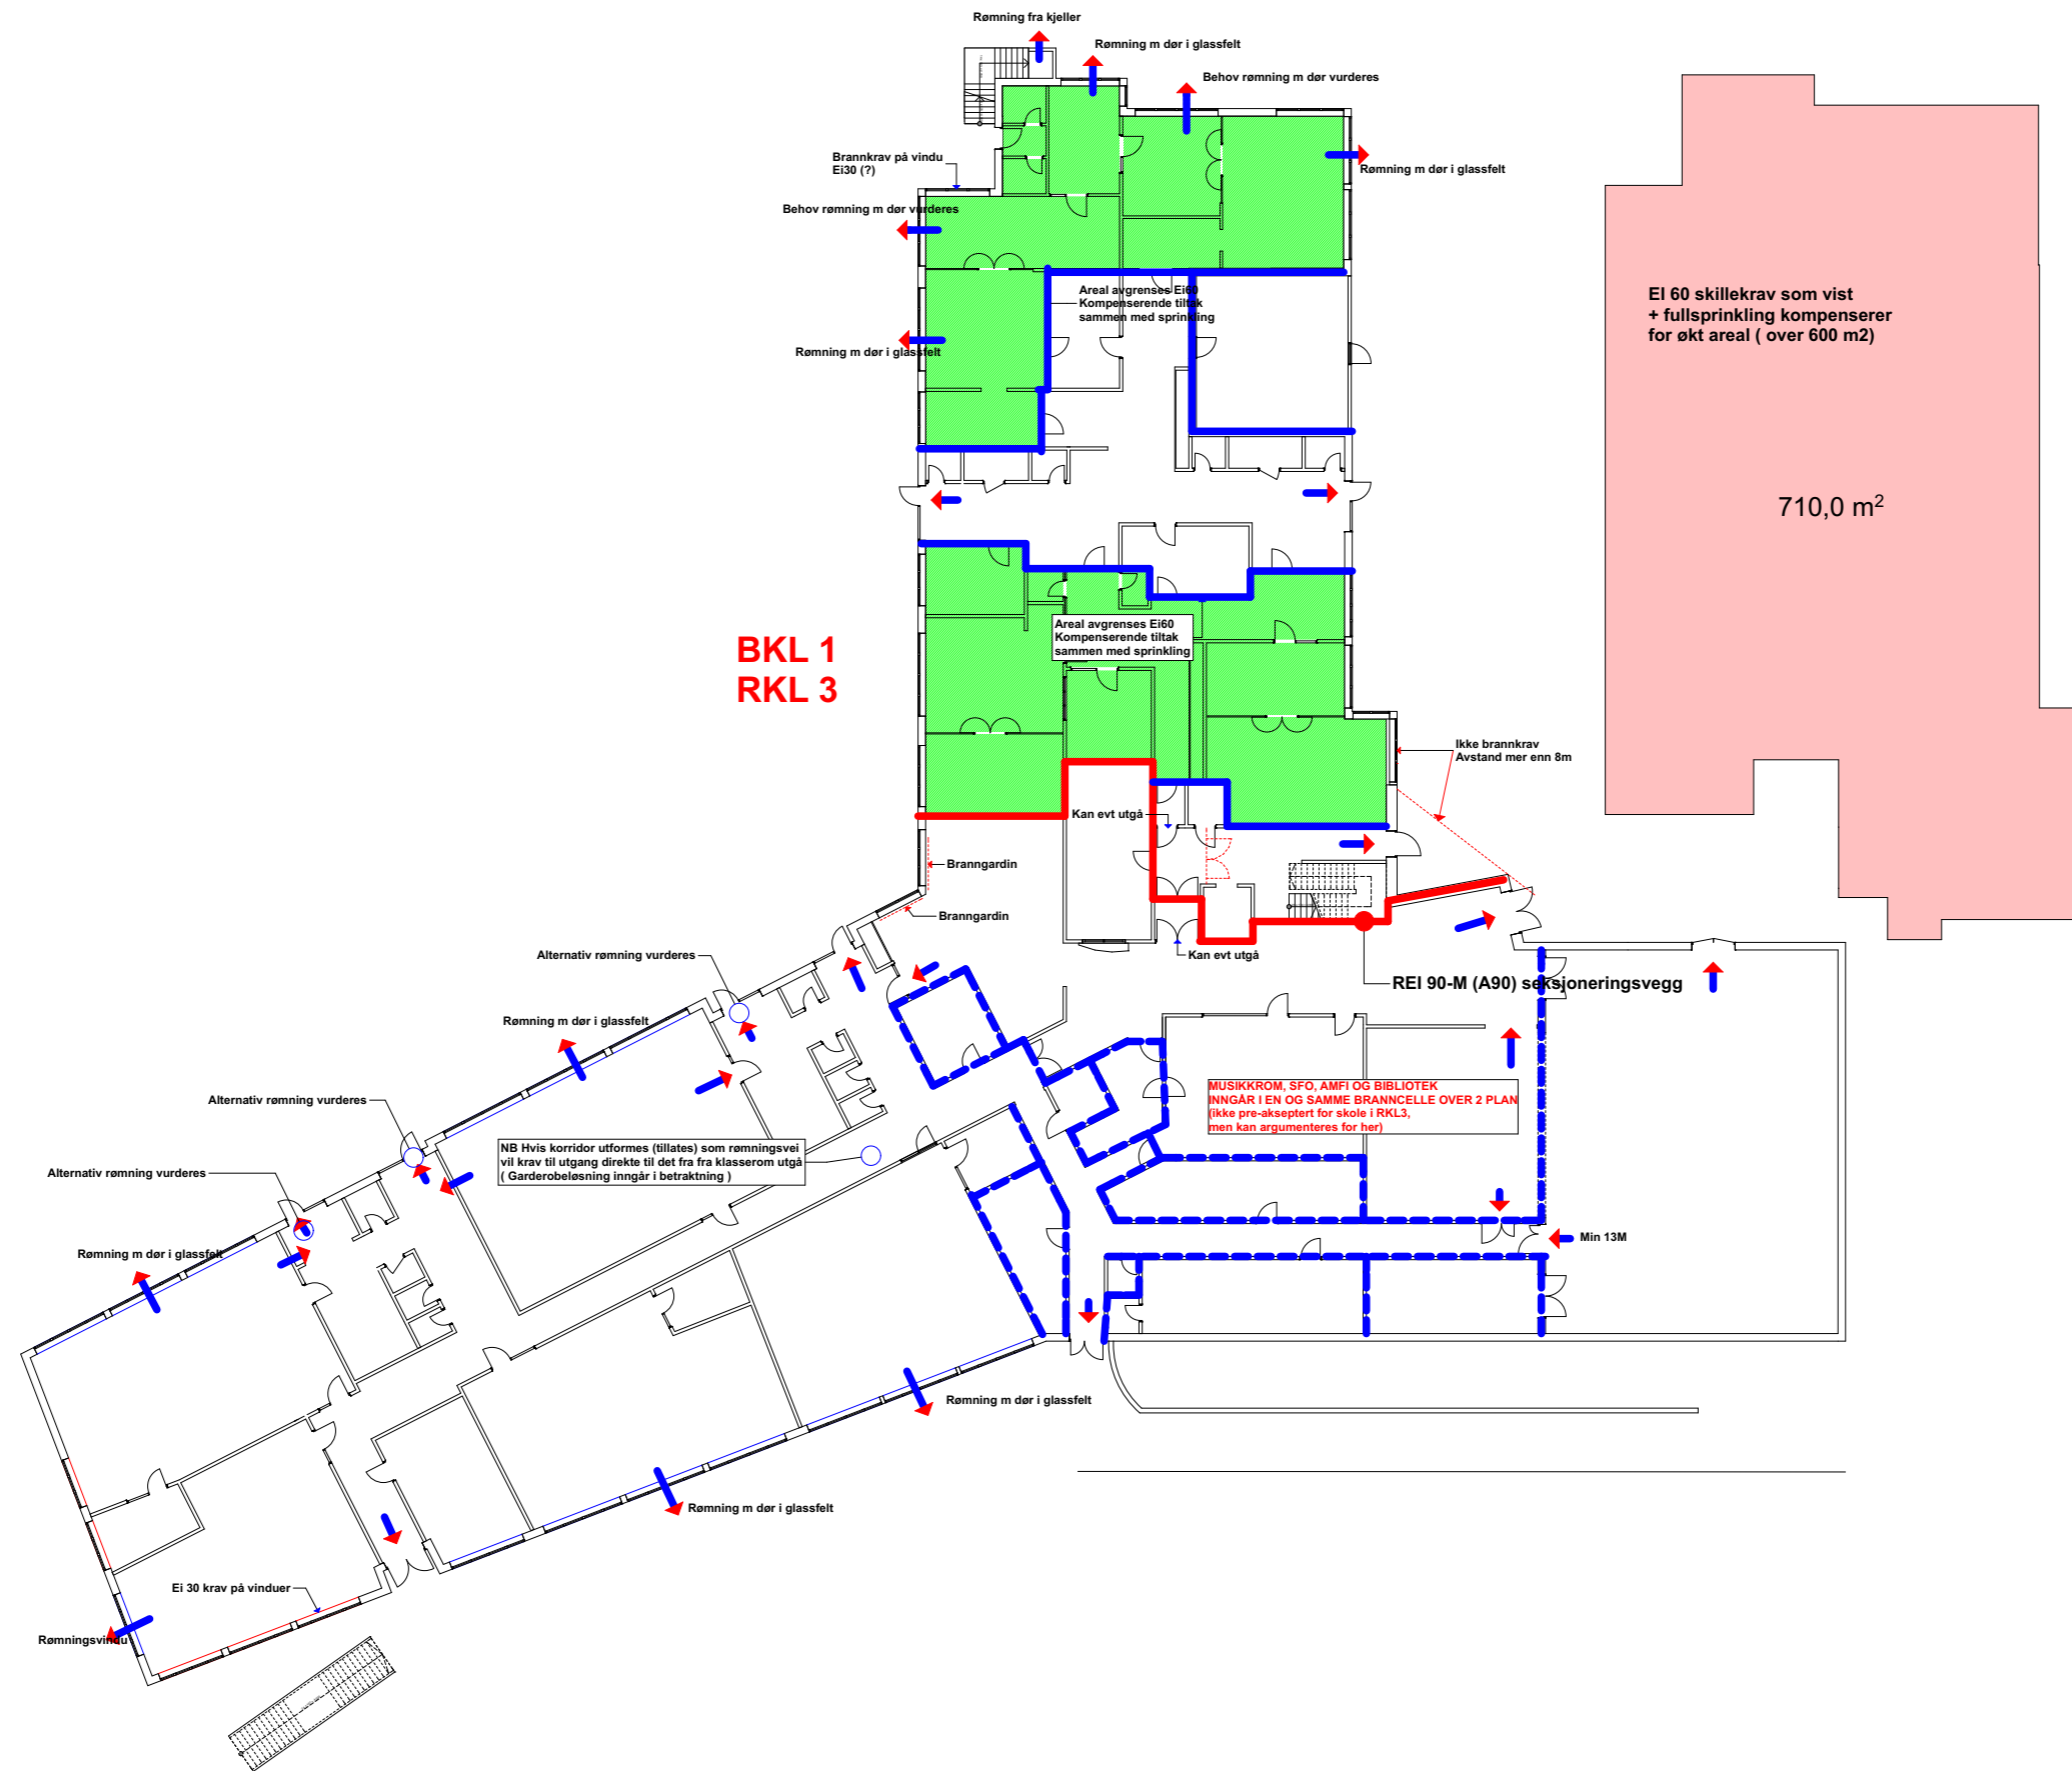 Rømning fra kjeller
Rømning m dør i glassfelt
Behov rømning m dør vurderes
Brannkrav på vindu
Ei30 (?)
Rømning m dør i glassfelt
Behov rømning m dør vurderes
Areal avgrenses Ei60
Kompenserende tiltak
sammen med sprinkling
Rømning m dør i glassfelt
EI 60 skillekrav som vist
+ fullsprinkling kompenserer
for økt areal ( over 600 m2)
710,0 m²
BKL 1
RKL 3
Areal avgrenses Ei60
Kompenserende tiltak
sammen med sprinkling
Ikke brannkrav
Avstand mer enn 8m
Kan evt utgå
Branngardin
Branngardin
Kan evt utgå
Alternativ rømning vurderes
REI 90-M (A90) seksjoneringsvegg
Rømning m dør i glassfelt
MUSIKKROM, SFO, AMFI OG BIBLIOTEK
INNGÅR I EN OG SAMME BRANNCELLE OVER 2 PLAN
(ikke pre-akseptert for skole i RKL3,
men kan argumenteres for her)
Alternativ rømning vurderes
NB Hvis korridor utformes (tillates) som rømningsvei
vil krav til utgang direkte til det fra fra klasserom utgå
( Garderobeløsning inngår i betraktning )
Alternativ rømning vurderes
Min 13M
Rømning m dør i glassfelt
Rømning m dør i glassfelt
Rømning m dør i glassfelt
Ei 30 krav på vinduer
Rømningsvindu